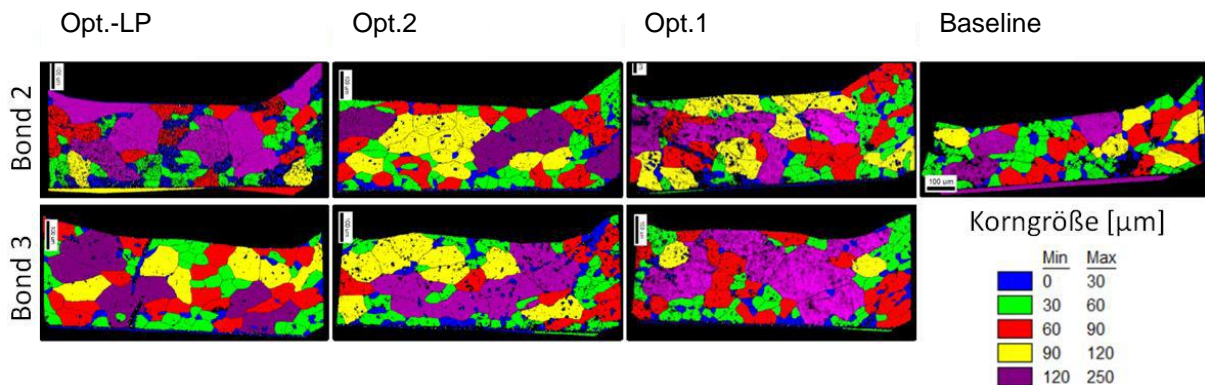 Opt.-LP Opt.2 Opt.1 Baseline
Bond 2
100 um
Bond 3
Korngröße [µm]
Min Max
0 30
30 60
60 90
90 120
120 250